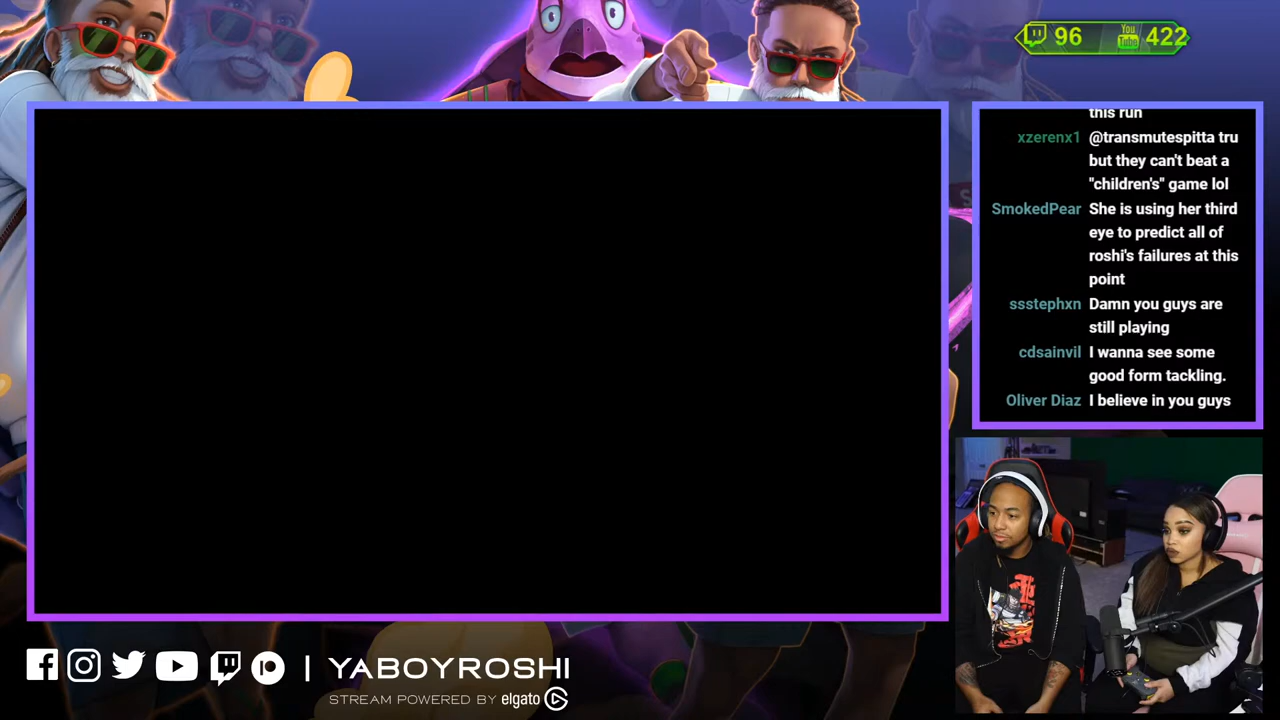 96 You Tube 422
this run
xzerenx1 @transmutespitta tru
but they can't beat a
"children's" game lol
SmokedPear She is using her third
eye to predict all of
roshi's failures at this
point
ssstephxn Damn you guys are
still playing
cdsainvil I wanna see some
good form tackling.
Oliver Diaz I believe in you guys
| YABOYROSHI
STREAM POWERED BY elgato